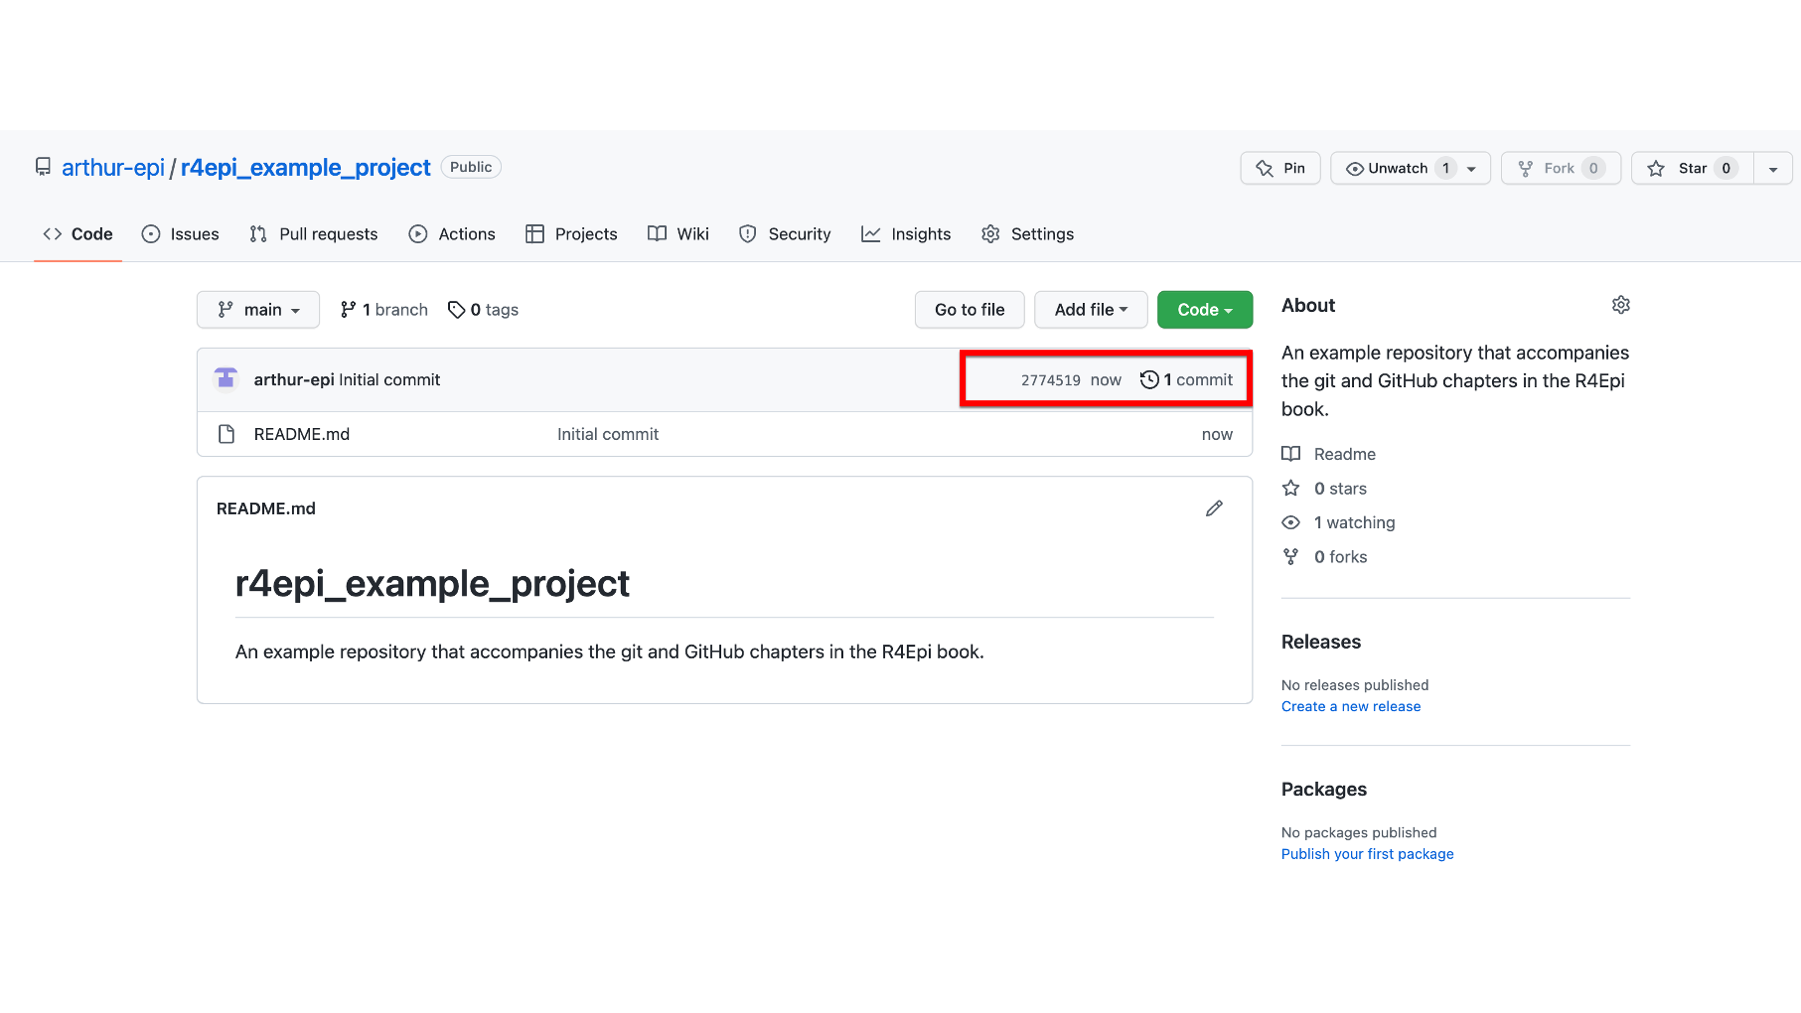 arthur-epi / r4epi_example_project Public
Pin Unwatch 1 Fork 0 Star 0
Code Issues Pull requests Actions Projects Wiki Security Insights Settings
main 1 branch 0 tags Go to file Add file Code
arthur-epi Initial commit 2774519 now 1 commit
README.md Initial commit now
README.md
r4epi_example_project
An example repository that accompanies the git and GitHub chapters in the R4Epi book.
About
An example repository that accompanies
the git and GitHub chapters in the R4Epi
book.
Readme
0 stars
1 watching
0 forks
Releases
No releases published
Create a new release
Packages
No packages published
Publish your first package